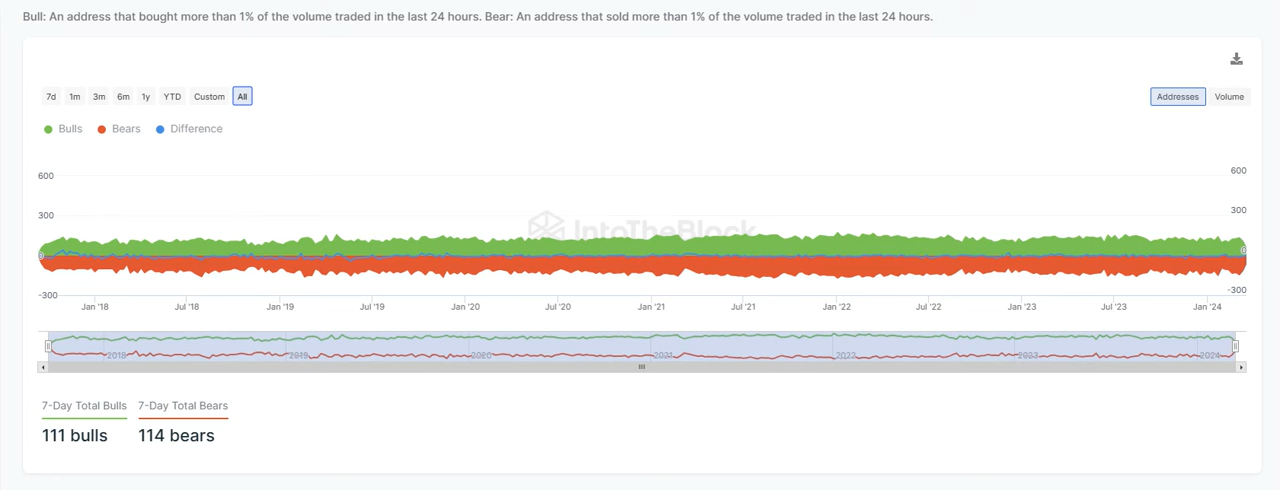 Bull: An address that bought more than 1% of the volume traded in the last 24 hours. Bear: An address that sold more than 1% of the volume traded in the last 24 hours.
7d 1m 3m 6m 1y YTD Custom All Addresses Volume
Bulls Bears Difference
600 600
300 300
IntoTheBlock
0 0
-300 -300
Jan '18 Jul '18 Jan '19 Jul '19 Jan '20 Jul '20 Jan '21 Jul '21 Jan '22 Jul '22 Jan '23 Jul '23 Jan '24
2018 2019 2020 2021 2022 2023 2024
7-Day Total Bulls 7-Day Total Bears
111 bulls 114 bears